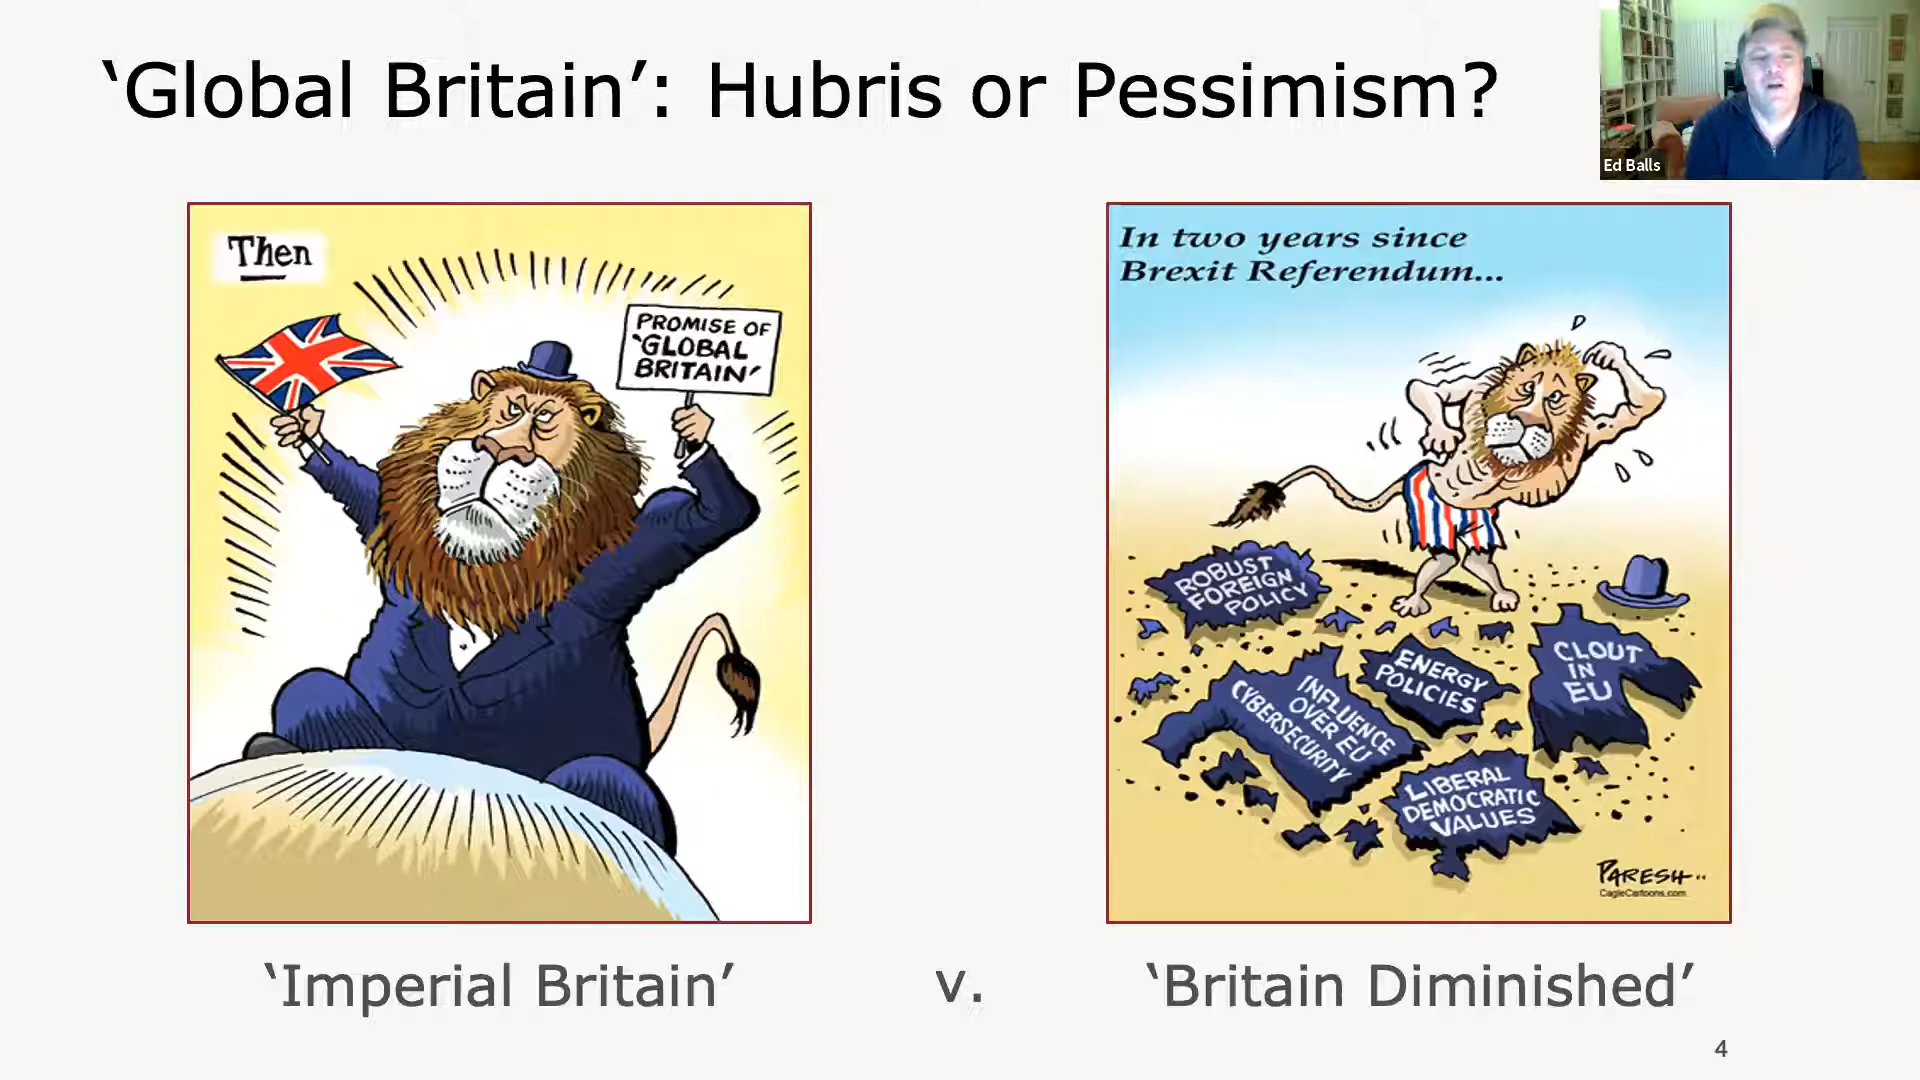 ‘Global Britain’: Hubris or Pessimism?
Ed Balls
Then
PROMISE OF
‘GLOBAL
BRITAIN’
In two years since
Brexit Referendum...
ROBUST
FOREIGN
POLICY
ENERGY
POLICIES
CLOUT
IN
EU
INFLUENCE
OVER EU
CYBERSECURITY
LIBERAL
DEMOCRATIC
VALUES
PARESH..
CagleCartoons.com
‘Imperial Britain’
v.
‘Britain Diminished’
4